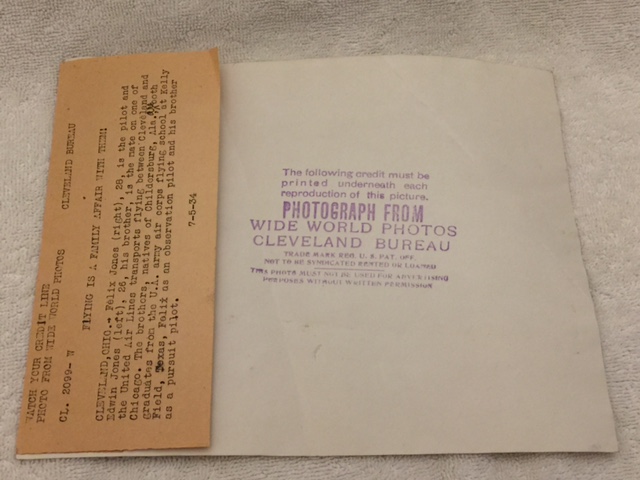 WATCH YOUR CREDIT LINE
PHOTO FROM WIDE WORLD PHOTOS CLEVELAND BUREAU
CL. 2099- W
FLYING IS A FAMILY AFFAIR WITH THEM!
CLEVELAND, OHIO.- Felix Jones (right), 28, is the pilot and
Edwin Jones (left), 26, his brother, is the mate on one of
the United Air Lines transports flying between Cleveland and
Chicago. The brothers, natives of Childersburg, Ala., are both
graduates from the U.S. army air corps flying school at Kelly
Field, Texas, Felix as an observation pilot and his brother
as a pursuit pilot.
7-5-34
The following credit must be
printed underneath each
reproduction of this picture.
PHOTOGRAPH FROM
WIDE WORLD PHOTOS
CLEVELAND BUREAU
TRADE MARK REG. U. S. PAT. OFF.
NOT TO BE SYNDICATED RENTED OR LOANED
THIS PHOTO MUST NOT BE USED FOR ADVERTISING
PURPOSES WITHOUT WRITTEN PERMISSION